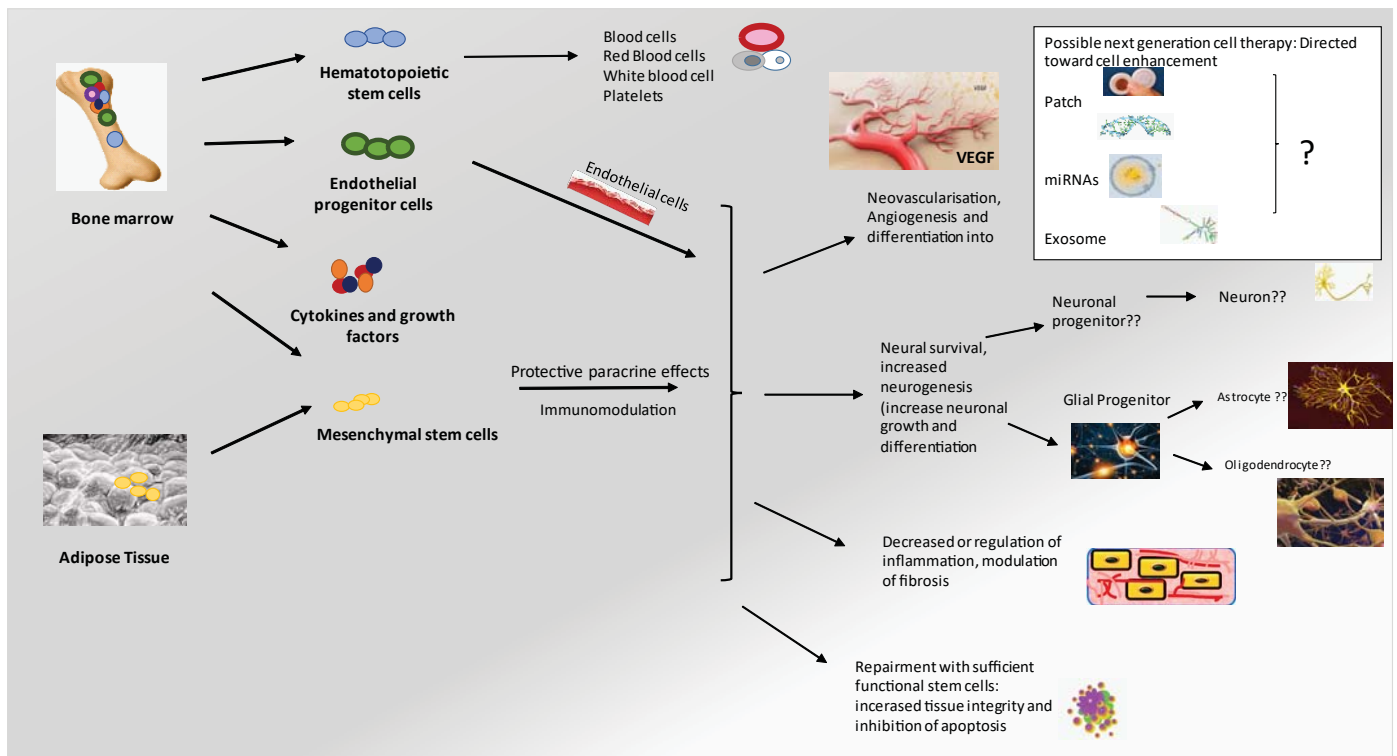 Blood cells
Red Blood cells
White blood cell
Platelets
Hematotopoietic
stem cells
Endothelial
progenitor cells
Bone marrow
Cytokines and growth
factors
Mesenchymal stem cells
Adipose Tissue
Endothelial cells
Protective paracrine effects
Immunomodulation
VEGF
VEGF
Neovascularisation,
Angiogenesis and
differentiation into
Possible next generation cell therapy: Directed
toward cell enhancement
Patch
miRNAs
Exosome
?
Neural survival,
increased
neurogenesis
(increase neuronal
growth and
differentiation
Neuronal
progenitor??
Neuron??
Glial Progenitor
Astrocyte ??
Oligodendrocyte??
Decreased or regulation of
inflammation, modulation
of fibrosis
Repairment with sufficient
functional stem cells:
incerased tissue integrity and
inhibition of apoptosis